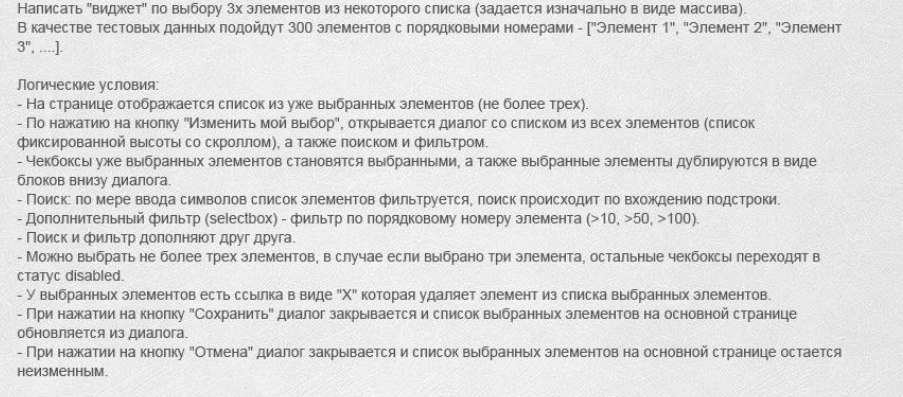 Написать "виджет" по выбору 3х элементов из некоторого списка (задается изначально в виде массива).
В качестве тестовых данных подойдут 300 элементов с порядковыми номерами - ["Элемент 1", "Элемент 2", "Элемент
3", ....].
Логические условия:
- На странице отображается список из уже выбранных элементов (не более трех).
- По нажатию на кнопку "Изменить мой выбор", открывается диалог со списком из всех элементов (список
фиксированной высоты со скроллом), а также поиском и фильтром.
- Чекбоксы уже выбранных элементов становятся выбранными, а также выбранные элементы дублируются в виде
блоков внизу диалога.
- Поиск: по мере ввода символов список элементов фильтруется, поиск происходит по вхождению подстроки.
- Дополнительный фильтр (selectbox) - фильтр по порядковому номеру элемента (>10, >50, >100).
- Поиск и фильтр дополняют друг друга.
- Можно выбрать не более трех элементов, в случае если выбрано три элемента, остальные чекбоксы переходят в
статус disabled.
- У выбранных элементов есть ссылка в виде "X" которая удаляет элемент из списка выбранных элементов.
- При нажатии на кнопку "Сохранить" диалог закрывается и список выбранных элементов на основной странице
обновляется из диалога.
- При нажатии на кнопку "Отмена" диалог закрывается и список выбранных элементов на основной странице остается
неизменным.